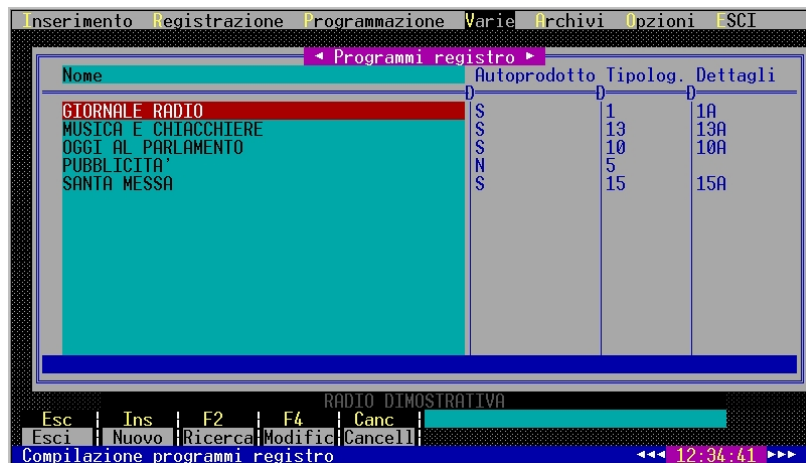 Inserimento Registrazione Programmazione Varie Archivi Opzioni ESCI
◄ Programmi registro ►
Nome Autoprodotto Tipolog. Dettagli
GIORNALE RADIO S 1 1A
MUSICA E CHIACCHIERE S 13 13A
OGGI AL PARLAMENTO S 10 10A
PUBBLICITA' N 5
SANTA MESSA S 15 15A
RADIO DIMOSTRATIVA
Esc Ins F2 F4 Canc
Esci Nuovo Ricerca Modific Cancell
Compilazione programmi registro ◄◄◄ 12:34:41 ►►►